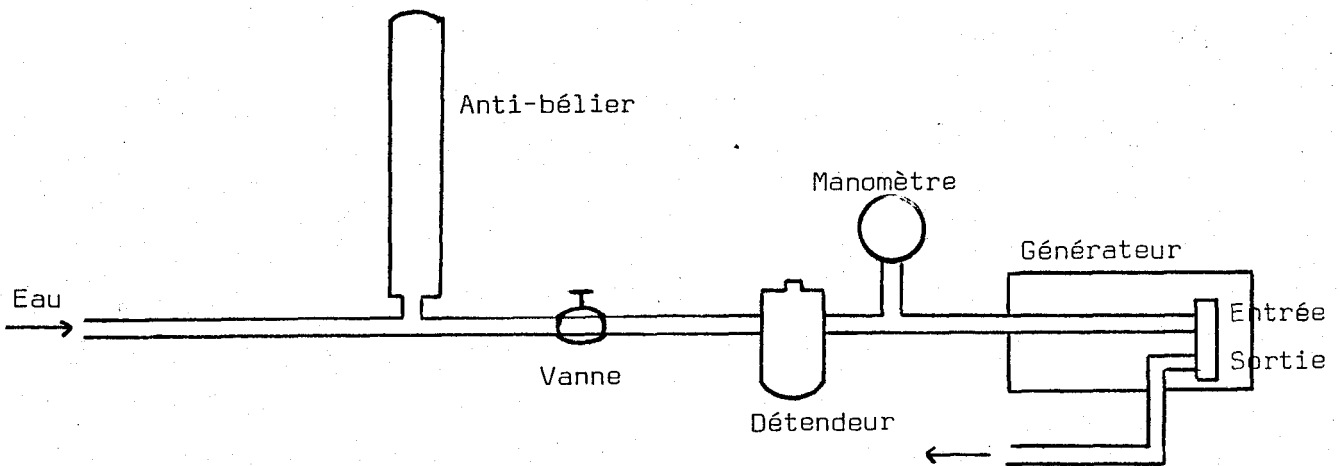 Anti-bélier
Manomètre
Générateur
Eau
Entrée
Vanne
Sortie
Détendeur